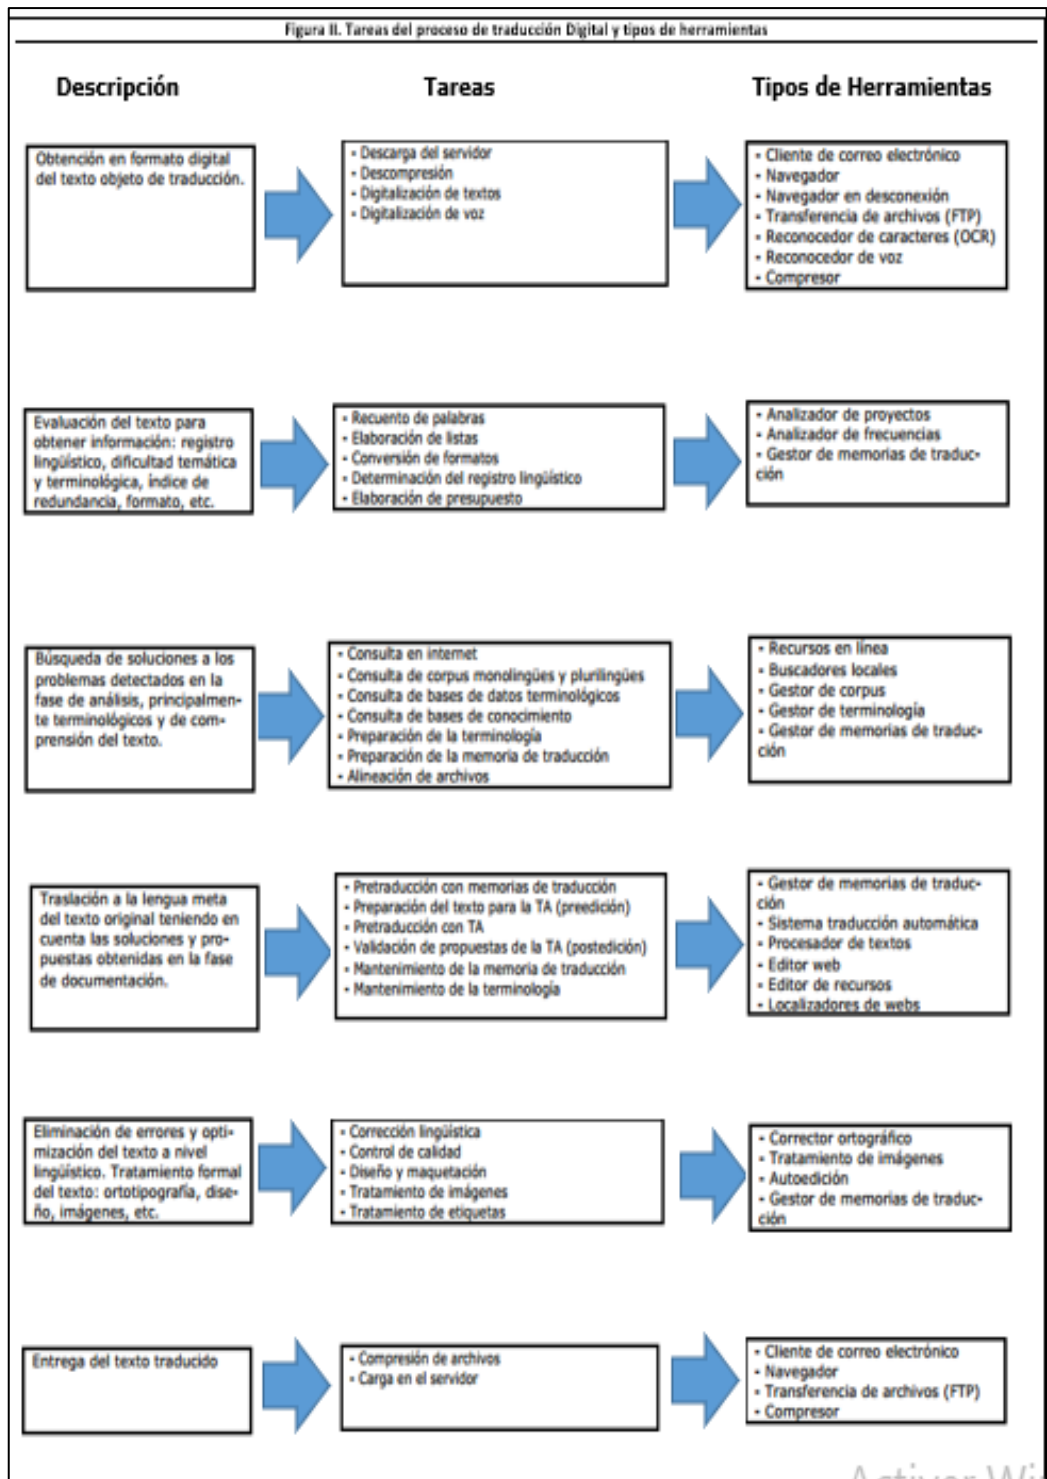 Figura II. Tareas del proceso de traducción Digital y tipos de herramientas
Descripción
Tareas
Tipos de Herramientas
Obtención en formato digital
del texto objeto de traducción.
- Descarga del servidor
- Descompresión
- Digitalización de textos
- Digitalización de voz
- Cliente de correo electrónico
- Navegador
- Navegador en desconexión
- Transferencia de archivos (FTP)
- Reconocedor de caracteres (OCR)
- Reconocedor de voz
- Compresor
Evaluación del texto para
obtener información: registro
lingüístico, dificultad temática
y terminológica, índice de
redundancia, formato, etc.
- Recuento de palabras
- Elaboración de listas
- Conversión de formatos
- Determinación del registro lingüístico
- Elaboración de presupuesto
- Analizador de proyectos
- Analizador de frecuencias
- Gestor de memorias de traduc-
ción
Búsqueda de soluciones a los
problemas detectados en la
fase de análisis, principalmen-
te terminológicos y de com-
prensión del texto.
- Consulta en internet
- Consulta de corpus monolingües y plurilingües
- Consulta de bases de datos terminológicos
- Consulta de bases de conocimiento
- Preparación de la terminología
- Preparación de la memoria de traducción
- Alineación de archivos
- Recursos en línea
- Buscadores locales
- Gestor de corpus
- Gestor de terminología
- Gestor de memorias de traduc-
ción
Traslación a la lengua meta
del texto original teniendo en
cuenta las soluciones y pro-
puestas obtenidas en la fase
de documentación.
- Pretraducción con memorias de traducción
- Preparación del texto para la TA (preedición)
- Pretraducción con TA
- Validación de propuestas de la TA (postedición)
- Mantenimiento de la memoria de traducción
- Mantenimiento de la terminología
- Gestor de memorias de traduc-
ción
- Sistema traducción automática
- Procesador de textos
- Editor web
- Editor de recursos
- Localizadores de webs
Eliminación de errores y opti-
mización del texto a nivel
lingüístico. Tratamiento formal
del texto: ortotipografía, dise-
ño, imágenes, etc.
- Corrección lingüística
- Control de calidad
- Diseño y maquetación
- Tratamiento de imágenes
- Tratamiento de etiquetas
- Corrector ortográfico
- Tratamiento de imágenes
- Autoedición
- Gestor de memorias de traduc-
ción
Entrega del texto traducido
- Compresión de archivos
- Carga en el servidor
- Cliente de correo electrónico
- Navegador
- Transferencia de archivos (FTP)
- Compresor